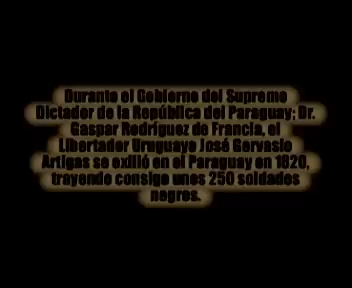 Durante el Gobierno del Supremo
Dictador de la República del Paraguay; Dr.
Gaspar Rodríguez de Francia, el
Libertador Uruguayo José Gervasio
Artigas se exilió en el Paraguay en 1820,
trayendo consigo unos 250 soldados
negros.